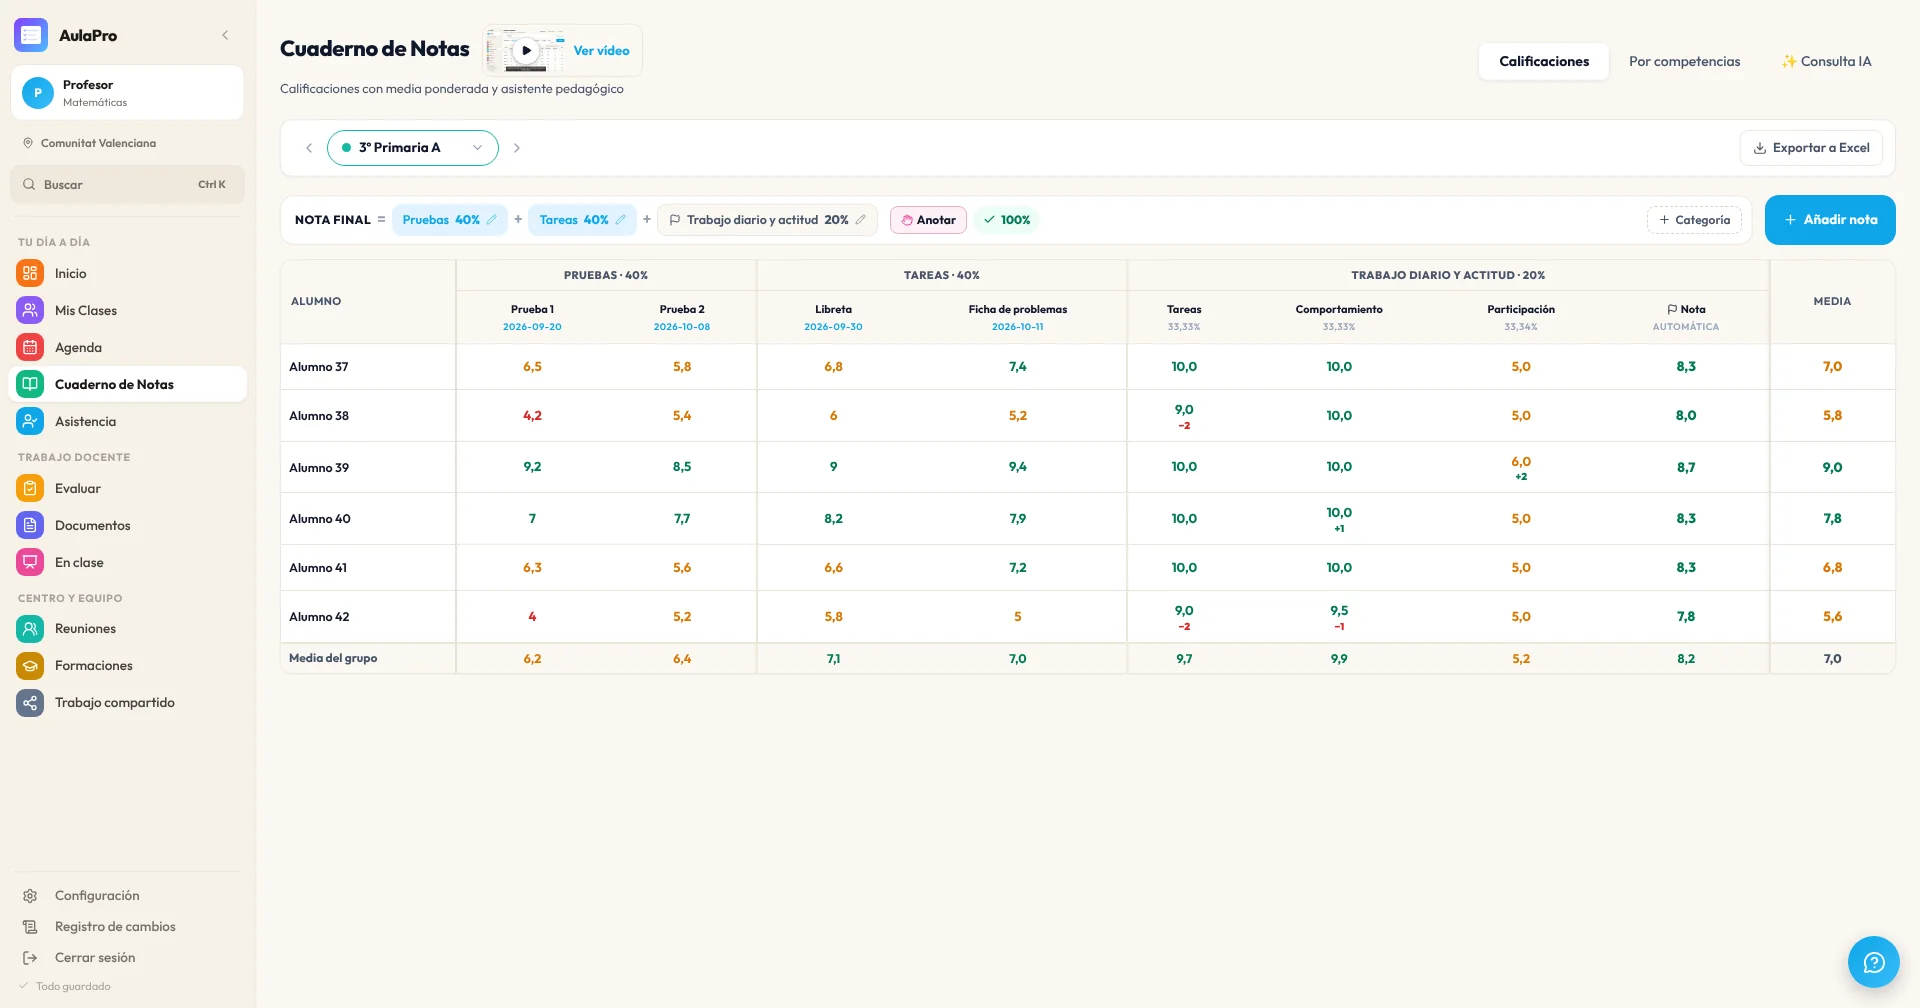 AulaPro
P
Profesor
Matemáticas
Comunitat Valenciana
Buscar Ctrl K
TU DÍA A DÍA
Inicio
Mis Clases
Agenda
Cuaderno de Notas
Asistencia
TRABAJO DOCENTE
Evaluar
Documentos
En clase
CENTRO Y EQUIPO
Reuniones
Formaciones
Trabajo compartido
Configuración
Registro de cambios
Cerrar sesión
Todo guardado
Cuaderno de Notas Ver vídeo
Calificaciones con media ponderada y asistente pedagógico
Calificaciones Por competencias ✨ Consulta IA
3º Primaria A
Exportar a Excel
NOTA FINAL = Pruebas 40% + Tareas 40% + Trabajo diario y actitud 20% Anotar ✓ 100%
+ Categoría
+ Añadir nota
ALUMNO PRUEBAS · 40% TAREAS · 40% TRABAJO DIARIO Y ACTITUD · 20% MEDIA
Prueba 1 Prueba 2 Libreta Ficha de problemas Tareas Comportamiento Participación Nota
2026-09-20 2026-10-08 2026-09-30 2026-10-11 33,33% 33,33% 33,34% AUTOMÁTICA
Alumno 37 6,5 5,8 6,8 7,4 10,0 10,0 5,0 8,3 7,0
Alumno 38 4,2 5,4 6 5,2 9,0 10,0 5,0 8,0 5,8
−2
Alumno 39 9,2 8,5 9 9,4 10,0 10,0 6,0 8,7 9,0
+2
Alumno 40 7 7,7 8,2 7,9 10,0 10,0 5,0 8,3 7,8
+1
Alumno 41 6,3 5,6 6,6 7,2 10,0 10,0 5,0 8,3 6,8
Alumno 42 4 5,2 5,8 5 9,0 9,5 5,0 7,8 5,6
−2 −1
Media del grupo 6,2 6,4 7,1 7,0 9,7 9,9 5,2 8,2 7,0